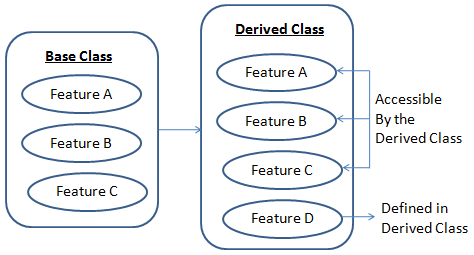 Base Class
Feature A
Feature B
Feature C
Derived Class
Feature A
Feature B
Feature C
Feature D
Accessible
By the
Derived Class
Defined in
Derived Class